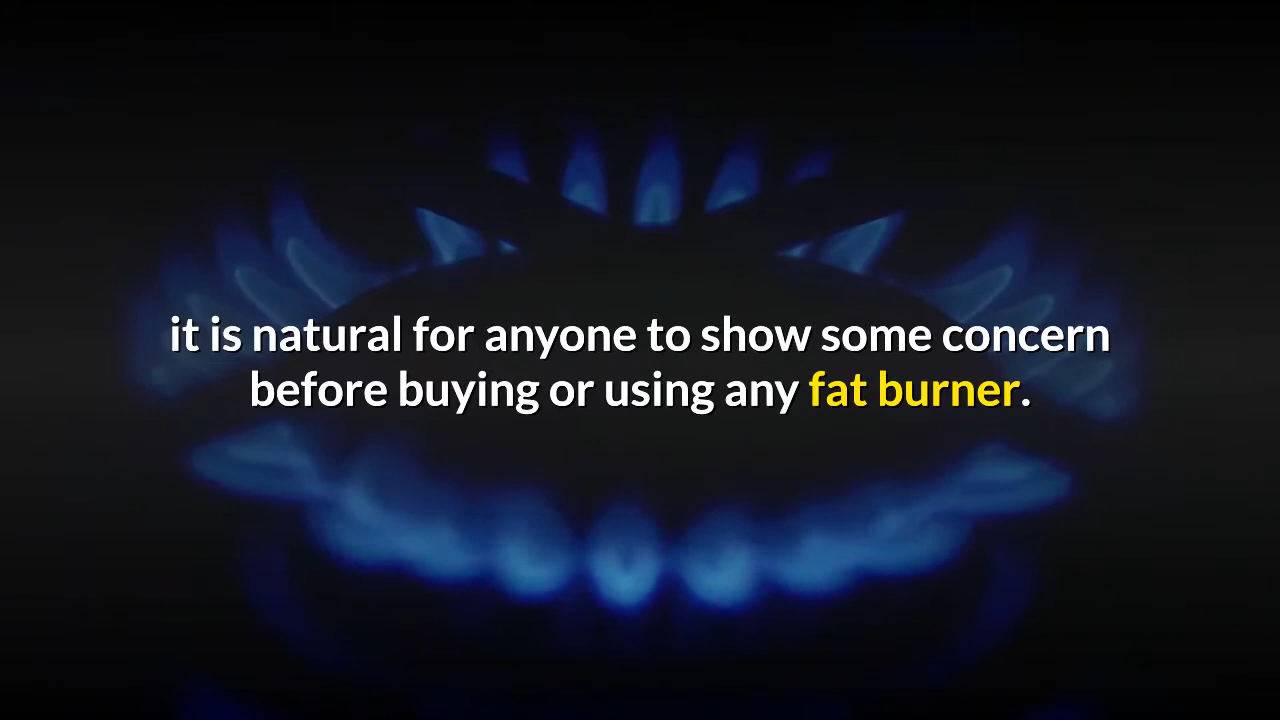 it is natural for anyone to show some concern
before buying or using any fat burner.